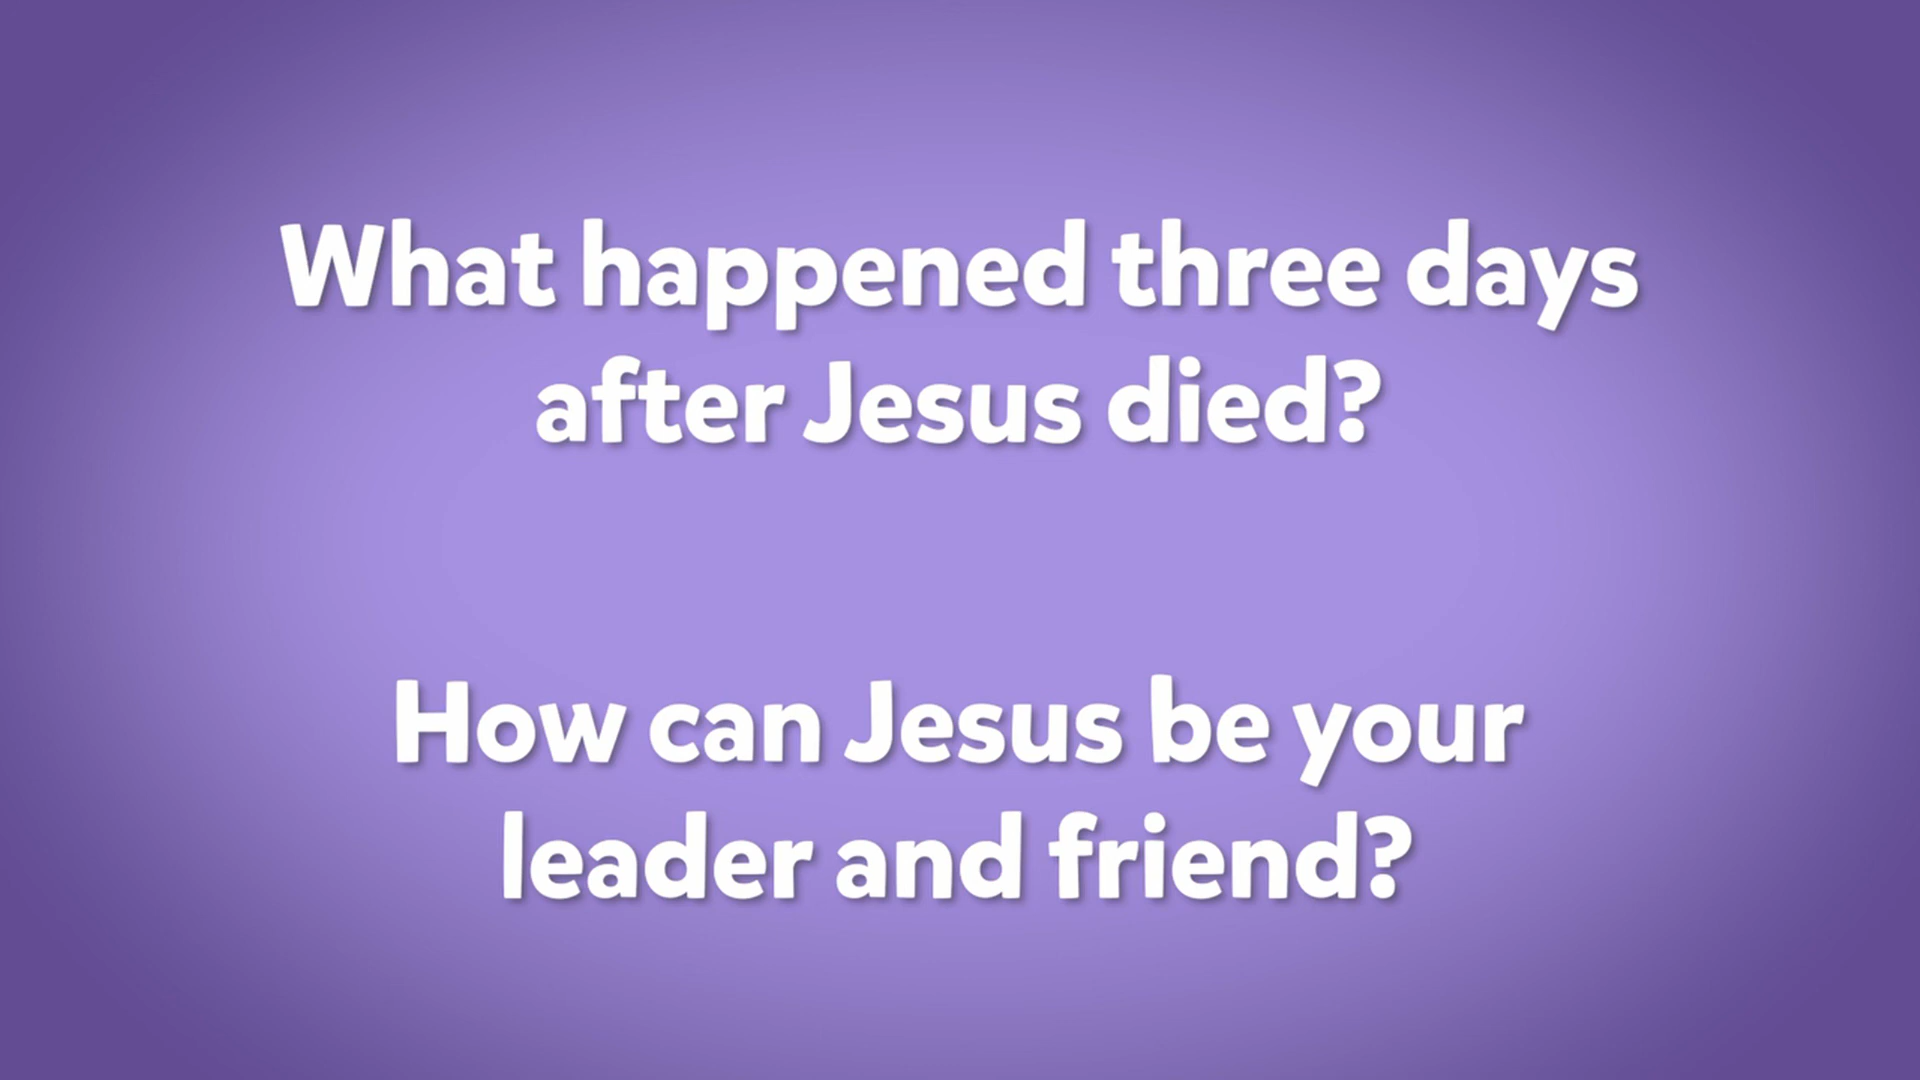 What happened three days
after Jesus died?
How can Jesus be your
leader and friend?